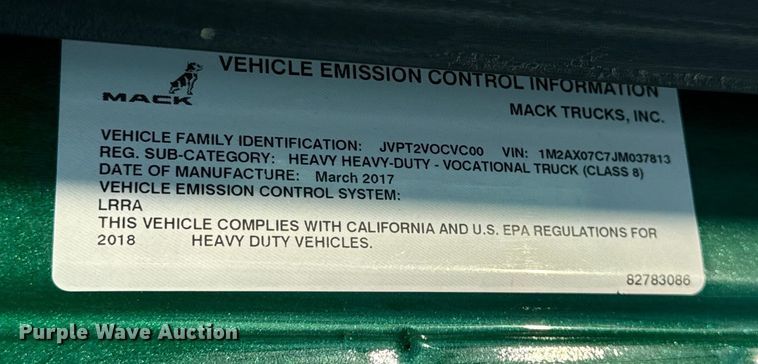 VEHICLE EMISSION CONTROL INFORMATION
MACK
MACK TRUCKS, INC.
VEHICLE FAMILY IDENTIFICATION: JVPT2VOCVC00 VIN: 1M2AX07C7JM037813
REG. SUB-CATEGORY: HEAVY HEAVY-DUTY - VOCATIONAL TRUCK (CLASS 8)
DATE OF MANUFACTURE: March 2017
VEHICLE EMISSION CONTROL SYSTEM:
LRRA
THIS VEHICLE COMPLIES WITH CALIFORNIA AND U.S. EPA REGULATIONS FOR
2018 HEAVY DUTY VEHICLES.
82783086
Purple Wave Auction